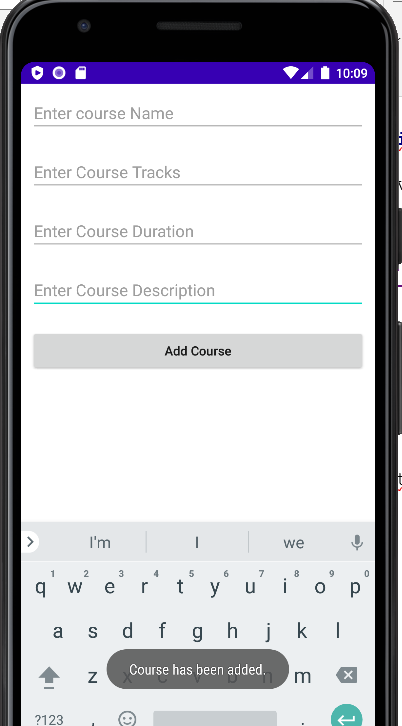 10:09
Enter course Name
Enter Course Tracks
Enter Course Duration
Enter Course Description
Add Course
I'm I we
q1 w2 e3 r4 t5 y6 u7 i8 o9 p0
a s d f g h j k l
z m
Course has been added.
?123 , .